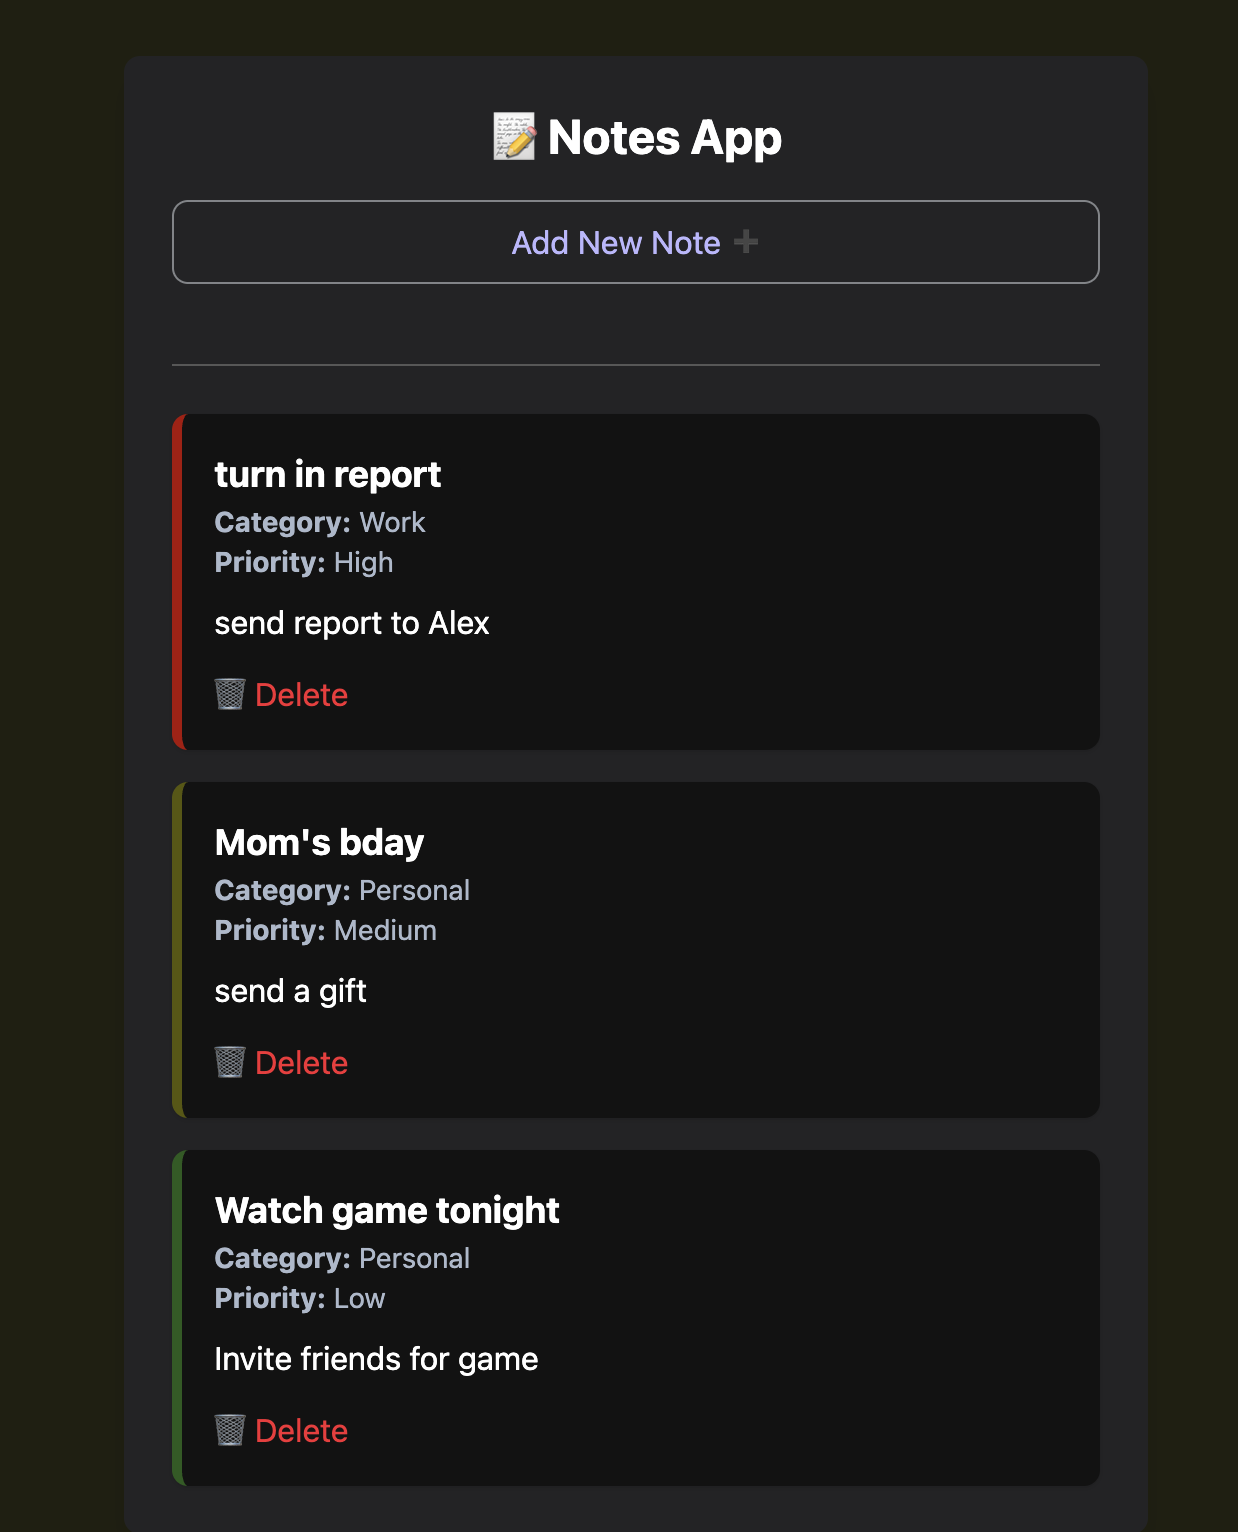 Notes App
Add New Note
turn in report
Category: Work
Priority: High
send report to Alex
Delete
Mom's bday
Category: Personal
Priority: Medium
send a gift
Delete
Watch game tonight
Category: Personal
Priority: Low
Invite friends for game
Delete